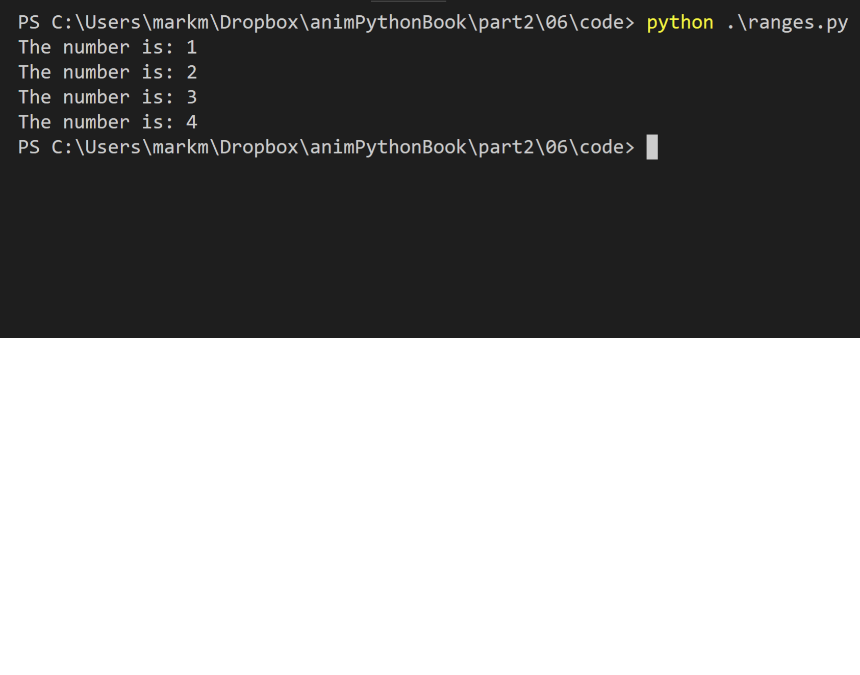 PS C:\Users\markm\Dropbox\animPythonBook\part2\06\code> python .\ranges.py
The number is: 1
The number is: 2
The number is: 3
The number is: 4
PS C:\Users\markm\Dropbox\animPythonBook\part2\06\code>